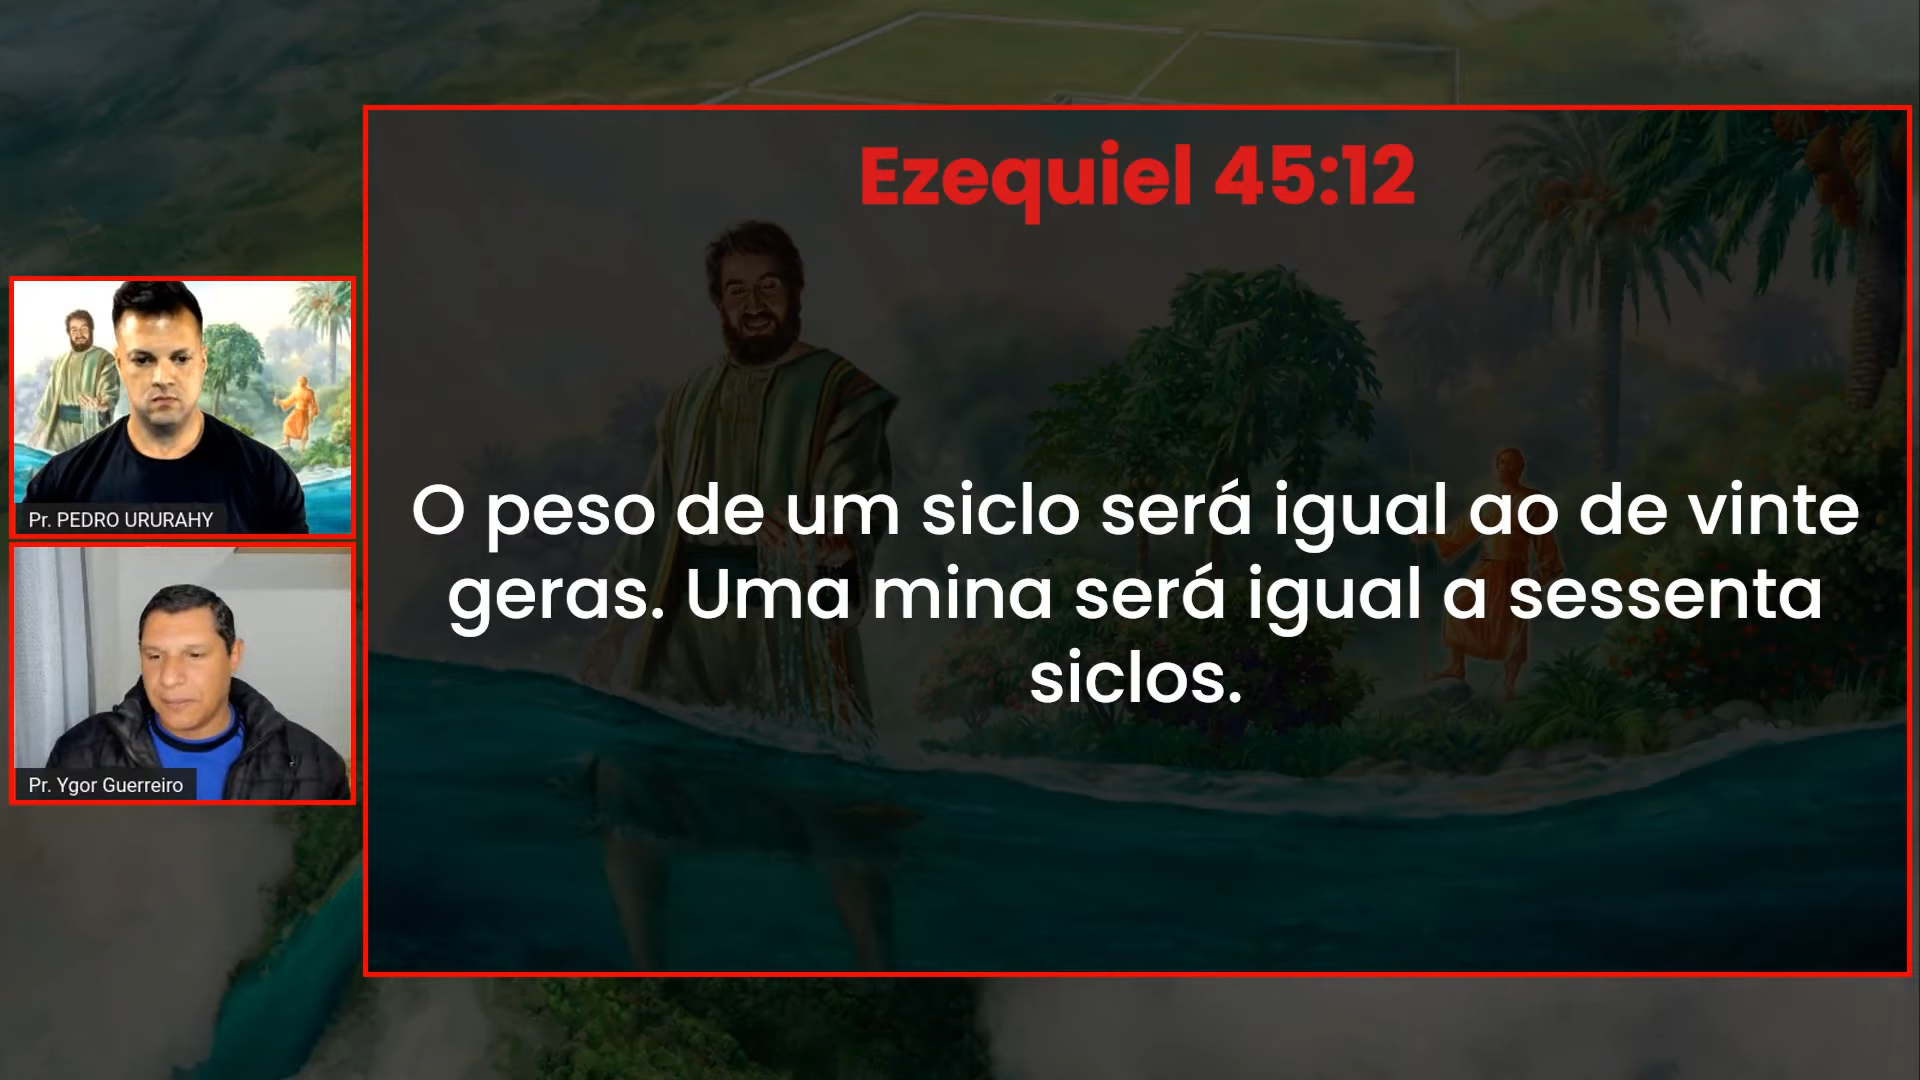 Ezequiel 45:12
O peso de um siclo será igual ao de vinte
geras. Uma mina será igual a sessenta
siclos.
Pr. PEDRO URURAHY
Pr. Ygor Guerreiro